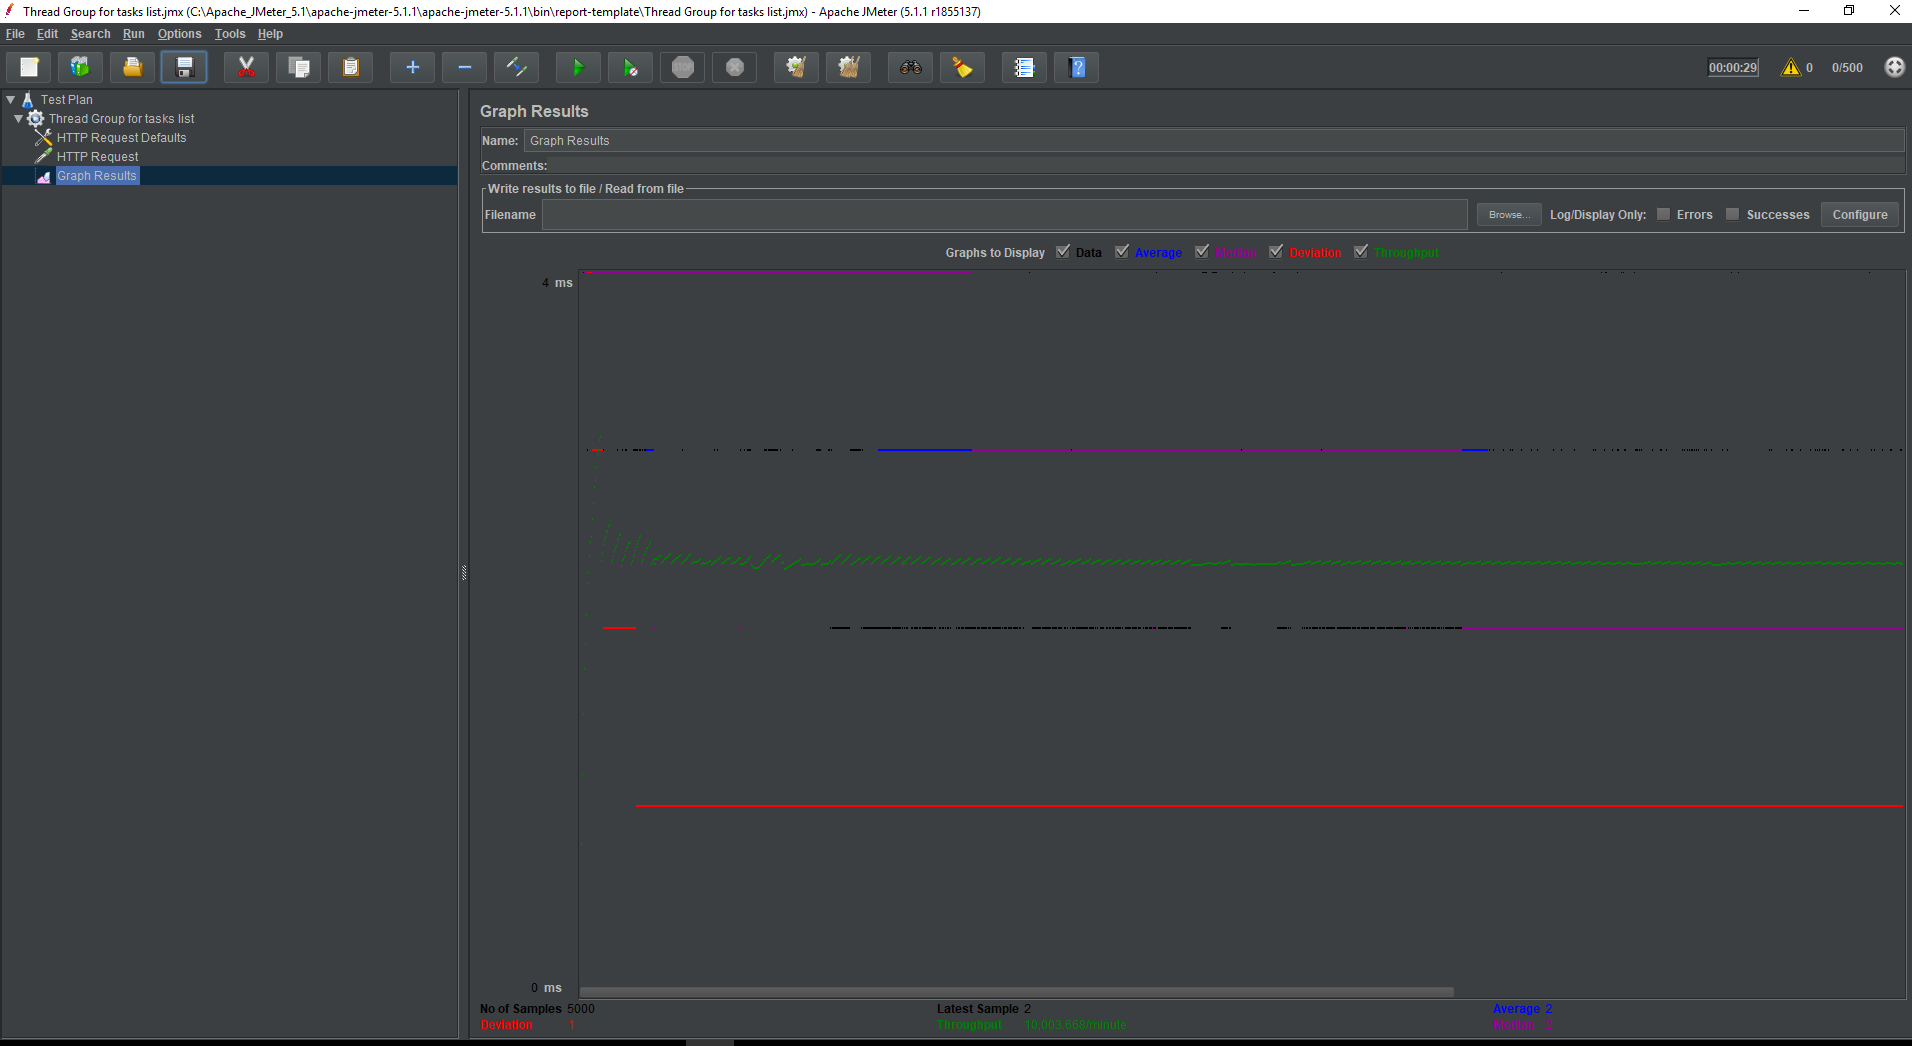 Thread Group for tasks list.jmx (C:\Apache_JMeter_5.1\apache-jmeter-5.1.1\apache-jmeter-5.1.1\bin\report-template\Thread Group for tasks list.jmx) - Apache JMeter (5.1.1 r1855137)
File Edit Search Run Options Tools Help
STOP 00:00:29 0 0/500
Test Plan
Thread Group for tasks list
HTTP Request Defaults
HTTP Request
Graph Results
Graph Results
Name: Graph Results
Comments:
Write results to file / Read from file
Filename Browse... Log/Display Only: Errors Successes Configure
Graphs to Display Data Average Median Deviation Throughput
4 ms
0 ms
No of Samples 5000 Latest Sample 2 Average 2
Deviation 1 Throughput 10,003.668/minute Median 2